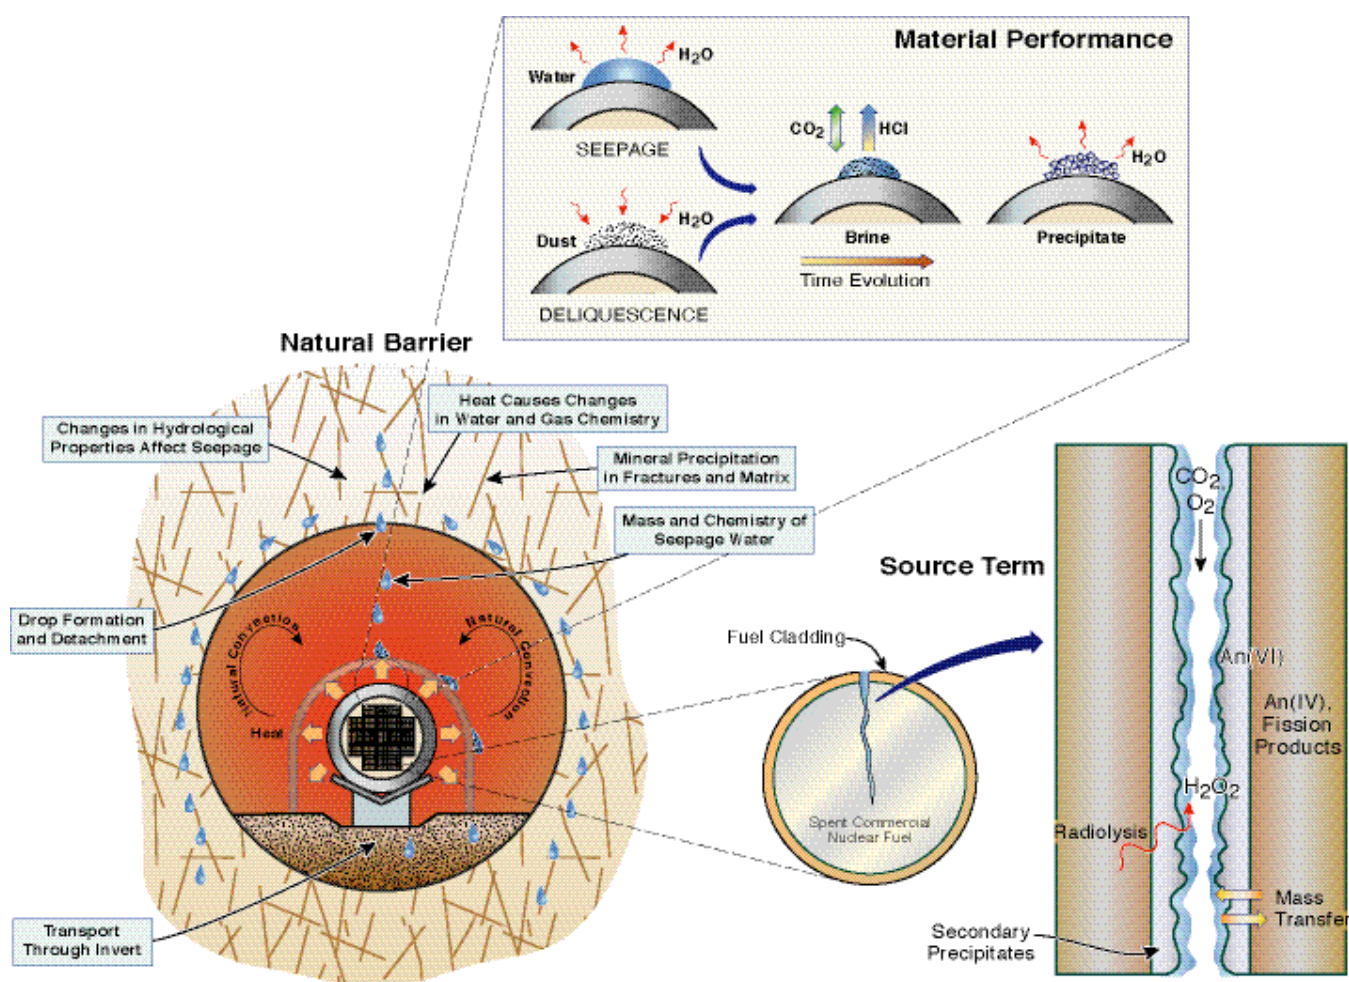 Material Performance
H₂O
Water
SEEPAGE
CO₂
HCl
H₂O
H₂O
Dust
Brine
Precipitate
Time Evolution
DELIQUESCENCE
Natural Barrier
Heat Causes Changes
in Water and Gas Chemistry
Changes in Hydrological
Properties Affect Seepage
Mineral Precipitation
in Fractures and Matrix
Mass and Chemistry of
Seepage Water
Drop Formation
and Detachment
Natural Convection
Natural Convection
Heat
Transport
Through Invert
Source Term
Fuel Cladding
Spent Commercial
Nuclear Fuel
CO₂,
O₂
An(VI)
An(IV),
Fission
Products
H₂O₂
Radiolysis
Mass
Transfer
Secondary
Precipitates